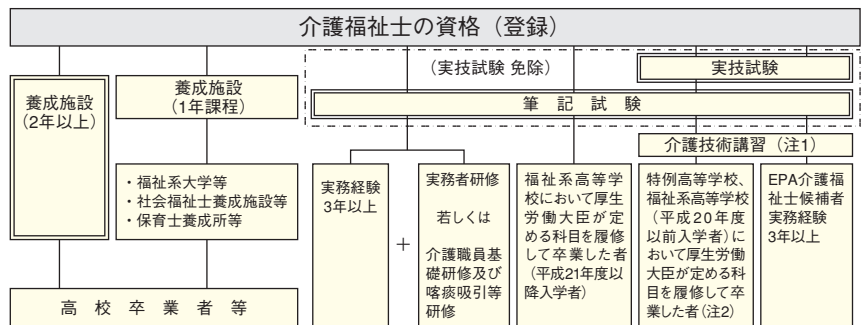 介護福祉士の資格（登録）
養成施設
（2年以上）
養成施設
（1年課程）
（実技試験 免除）
実技試験
筆記試験
介護技術講習（注1）
・福祉系大学等
・社会福祉士養成施設等
・保育士養成所等
実務経験
3年以上
+
実務者研修
若しくは
介護職員基
礎研修及び
喀痰吸引等
研修
福祉系高等学
校において厚生
労働大臣が定
める科目を履修
して卒業した者
（平成21年度以
降入学者）
特例高等学校、
福祉系高等学校
（平成20年度
以前入学者）に
おいて厚生労働
大臣が定める科
目を履修して卒
業した者（注2）
EPA介護福
祉士候補者
実務経験
3年以上
高校卒業者等